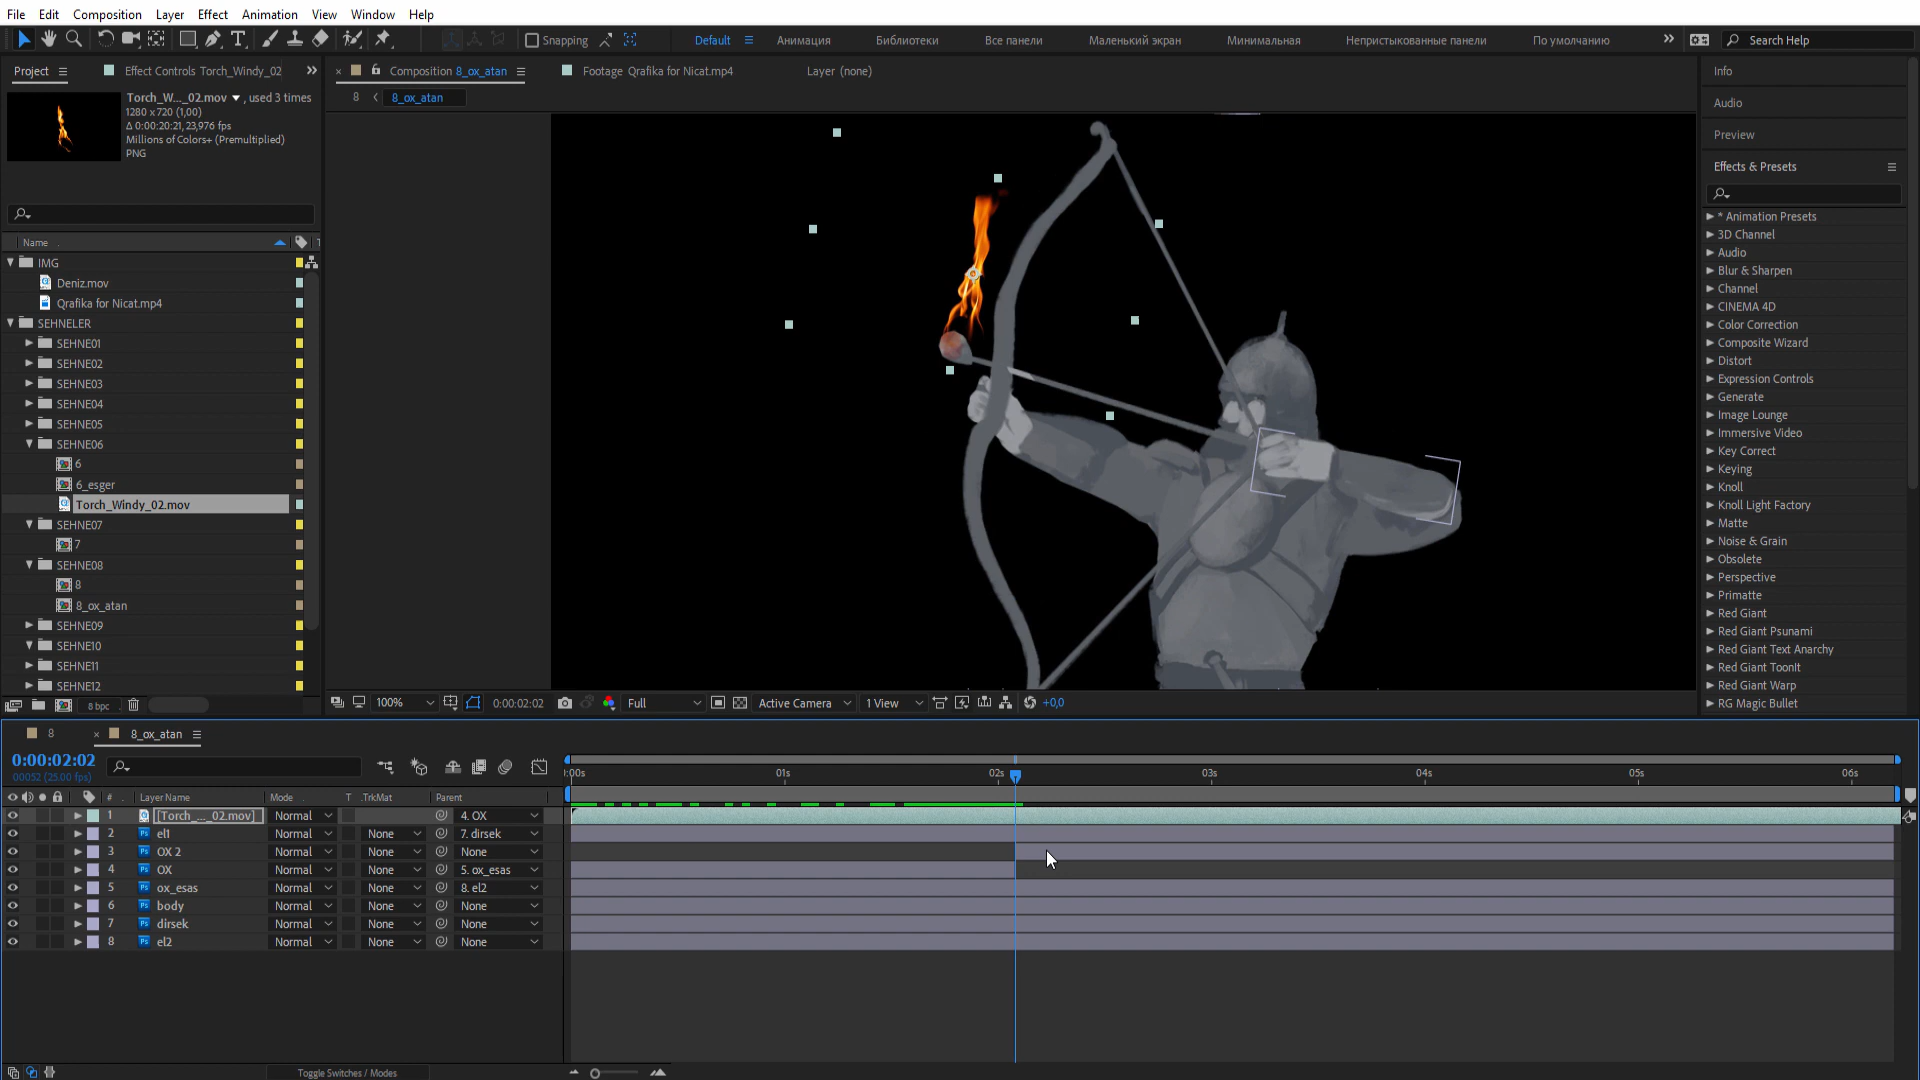 File Edit Composition Layer Effect Animation View Window Help
Snapping Default Анимация Библиотеки Все панели Маленький экран Минимальная Непристыкованные панели По умолчанию Search Help
Project Effect Controls Torch_Windy_02 Composition 8_ox_atan Footage Qrafika for Nicat.mp4 Layer (none)
8 8_ox_atan
Torch_W..._02.mov , used 3 times
1280 x 720 (1,00)
Δ 0:00:20:21, 23,976 fps
Millions of Colors+ (Premultiplied)
PNG
Name
IMG
Deniz.mov
Qrafika for Nicat.mp4
SEHNELER
SEHNE01
SEHNE02
SEHNE03
SEHNE04
SEHNE05
SEHNE06
6
6_esger
Torch_Windy_02.mov
SEHNE07
7
SEHNE08
8
8_ox_atan
SEHNE09
SEHNE10
SEHNE11
SEHNE12
8 bpc
100% 0:00:02:02 Full Active Camera 1 View +0,0
Info
Audio
Preview
Effects & Presets
* Animation Presets
3D Channel
Audio
Blur & Sharpen
Channel
CINEMA 4D
Color Correction
Composite Wizard
Distort
Expression Controls
Generate
Image Lounge
Immersive Video
Key Correct
Keying
Knoll
Knoll Light Factory
Matte
Noise & Grain
Obsolete
Perspective
Primatte
Red Giant
Red Giant Psunami
Red Giant Text Anarchy
Red Giant ToonIt
Red Giant Warp
RG Magic Bullet
8 8_ox_atan
0:00:02:02
00052 (25.00 fps)
:00s 01s 02s 03s 04s 05s 06s
# Layer Name Mode T .TrkMat Parent
1 [Torch_..._02.mov] Normal 4. OX
2 el1 Normal None 7. dirsek
3 OX 2 Normal None None
4 OX Normal None 5. ox_esas
5 ox_esas Normal None 8. el2
6 body Normal None None
7 dirsek Normal None None
8 el2 Normal None None
Toggle Switches / Modes